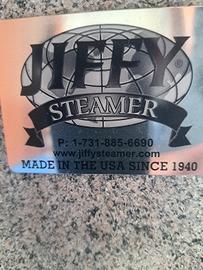 JIFFY®
STEAMER
P: 1-731-885-6690
www.jiffysteamer.com
MADE IN THE USA SINCE 1940